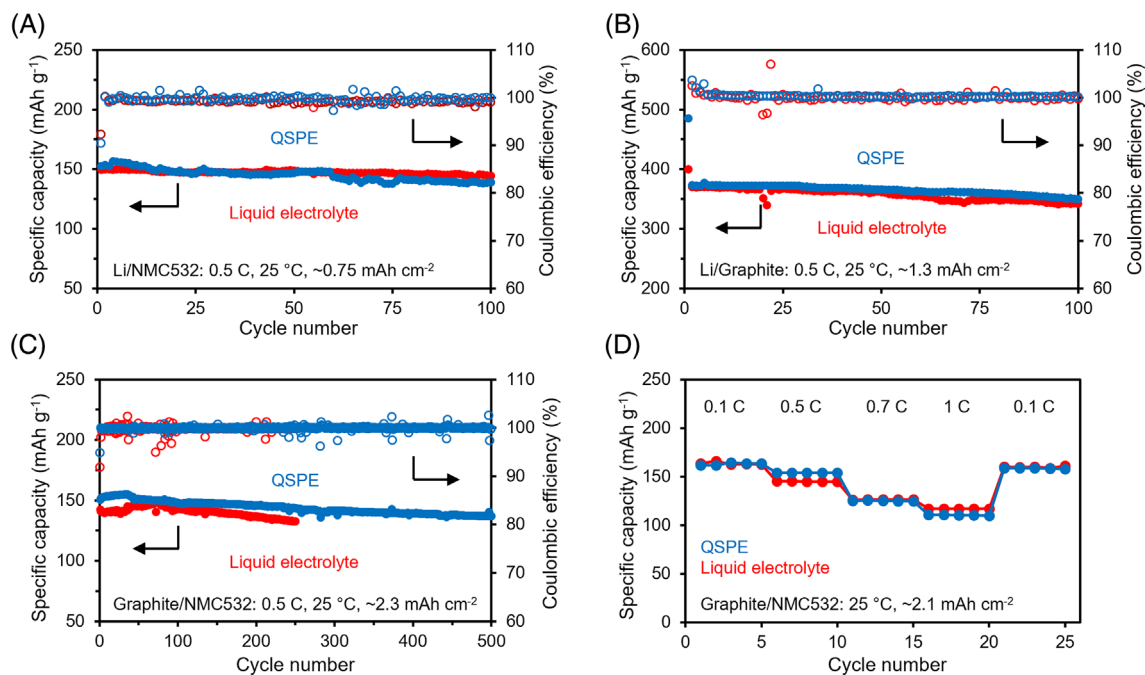 (A)
250
200
150
100
50
Specific capacity (mAh g⁻¹)
110
100
90
80
70
60
Coulombic efficiency (%)
QSPE
Liquid electrolyte
Li/NMC532: 0.5 C, 25 °C, ~0.75 mAh cm⁻²
0 25 50 75 100
Cycle number
(B)
600
500
400
300
200
Specific capacity (mAh g⁻¹)
110
100
90
80
70
60
Coulombic efficiency (%)
QSPE
Liquid electrolyte
Li/Graphite: 0.5 C, 25 °C, ~1.3 mAh cm⁻²
0 25 50 75 100
Cycle number
(C)
250
200
150
100
50
Specific capacity (mAh g⁻¹)
110
100
90
80
70
60
Coulombic efficiency (%)
QSPE
Liquid electrolyte
Graphite/NMC532: 0.5 C, 25 °C, ~2.3 mAh cm⁻²
0 100 200 300 400 500
Cycle number
(D)
250
200
150
100
50
0
Specific capacity (mAh g⁻¹)
0.1 C 0.5 C 0.7 C 1 C 0.1 C
QSPE
Liquid electrolyte
Graphite/NMC532: 25 °C, ~2.1 mAh cm⁻²
0 5 10 15 20 25
Cycle number